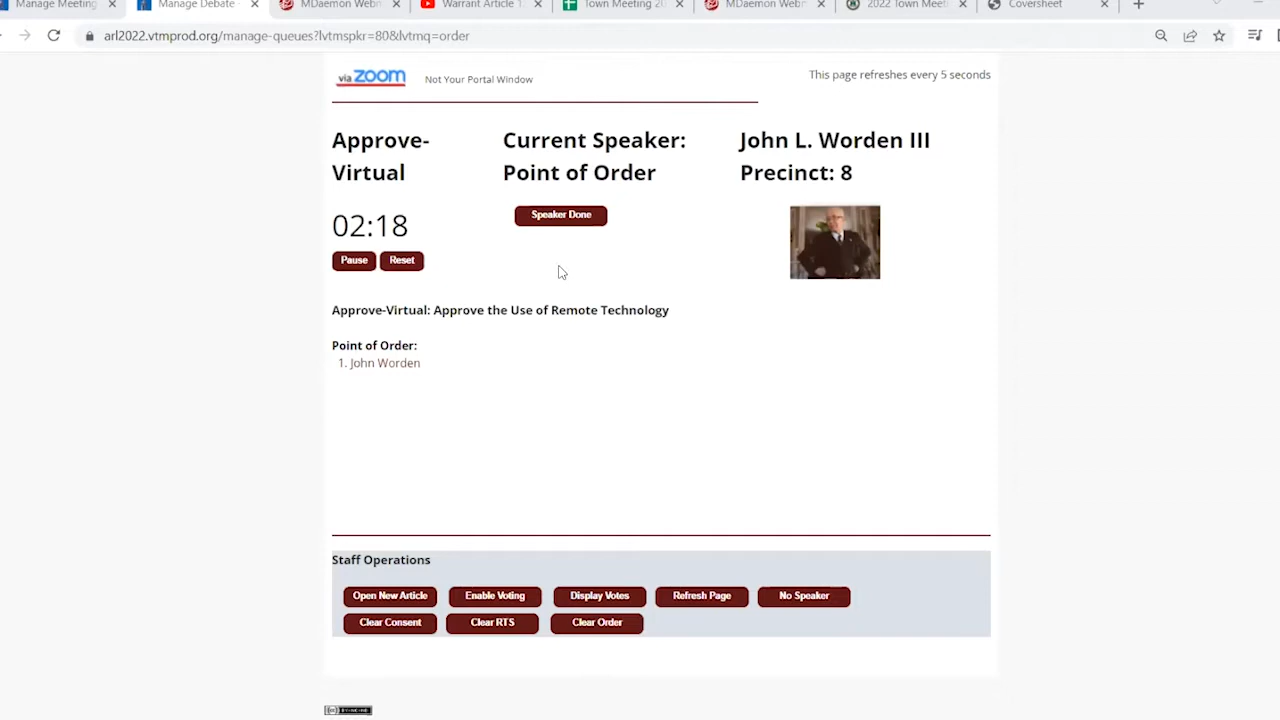 Manage Meeting
Manage Debate -
MDaemon Webm
Warrant Article 1
Town Meeting 20
MDaemon Webm
2022 Town Meeti
Coversheet
arl2022.vtmprod.org/manage-queues?lvtmspkr=80&lvtmq=order
via zoom
Not Your Portal Window
This page refreshes every 5 seconds
Approve-
Virtual
Current Speaker:
Point of Order
John L. Worden III
Precinct: 8
02:18
Speaker Done
Pause
Reset
Approve-Virtual: Approve the Use of Remote Technology
Point of Order:
1. John Worden
Staff Operations
Open New Article
Enable Voting
Display Votes
Refresh Page
No Speaker
Clear Consent
Clear RTS
Clear Order